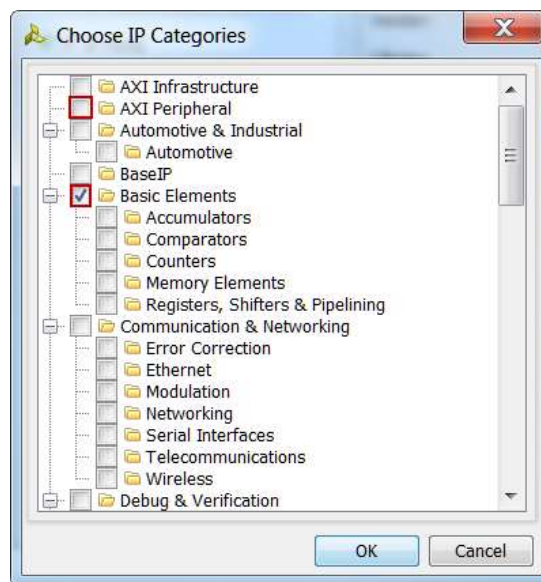 Choose IP Categories
AXI Infrastructure
AXI Peripheral
Automotive & Industrial
Automotive
BaseIP
Basic Elements
Accumulators
Comparators
Counters
Memory Elements
Registers, Shifters & Pipelining
Communication & Networking
Error Correction
Ethernet
Modulation
Networking
Serial Interfaces
Telecommunications
Wireless
Debug & Verification
OK Cancel